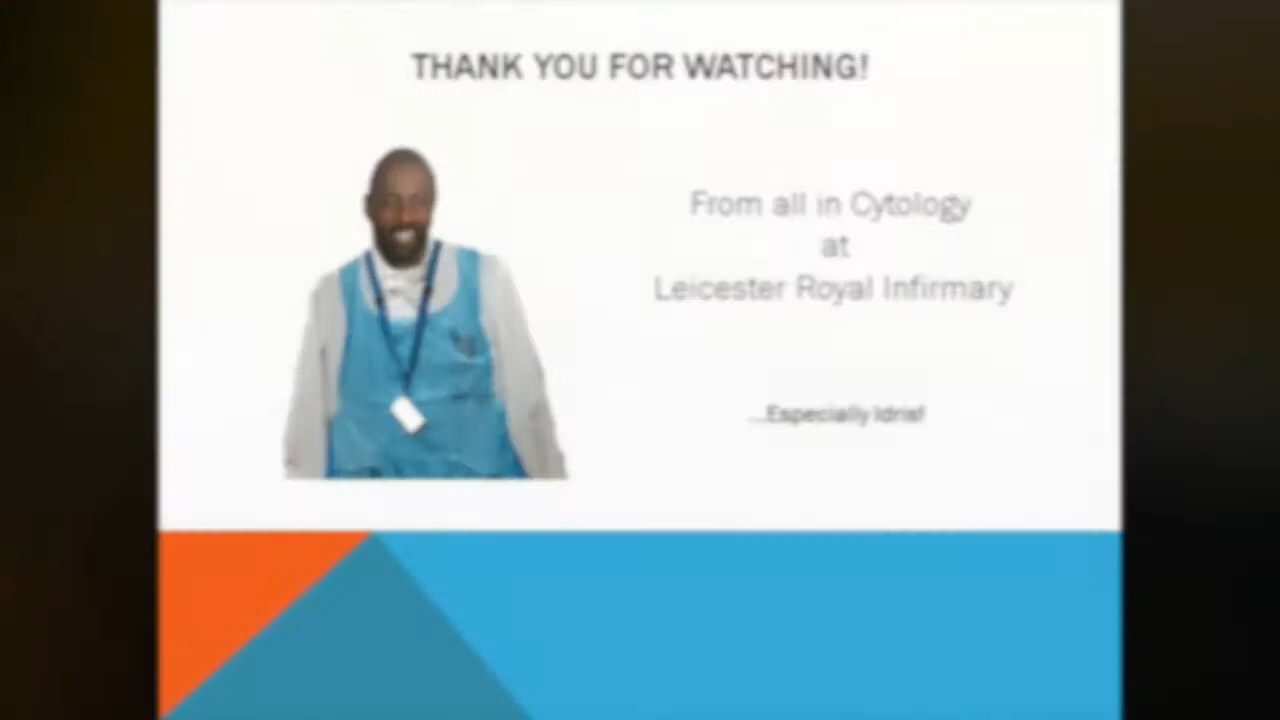 THANK YOU FOR WATCHING!
From all in Cytology
at
Leicester Royal Infirmary
...Especially Idris!